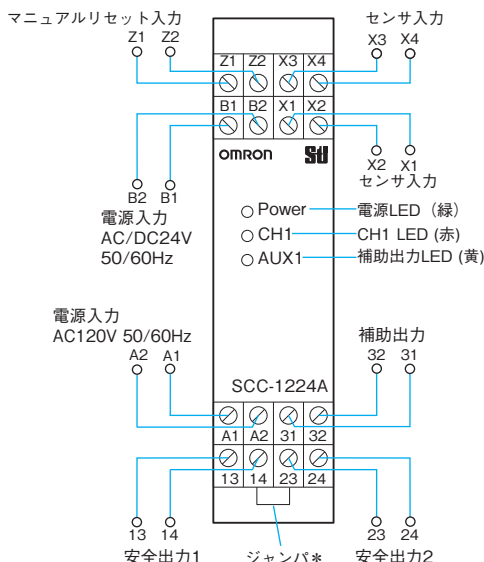 マニュアルリセット入力
センサ入力
Z1 Z2
X3 X4
Z1 Z2 X3 X4
B1 B2 X1 X2
OMRON Sti
X2 X1
センサ入力
B2 B1
電源入力
AC/DC24V
50/60Hz
Power
電源LED（緑）
CH1
CH1 LED (赤)
AUX1
補助出力LED (黄)
電源入力
AC120V 50/60Hz
A2 A1
補助出力
32 31
SCC-1224A
A1 A2 31 32
13 14 23 24
13 14
23 24
安全出力1
ジャンパ＊
安全出力2